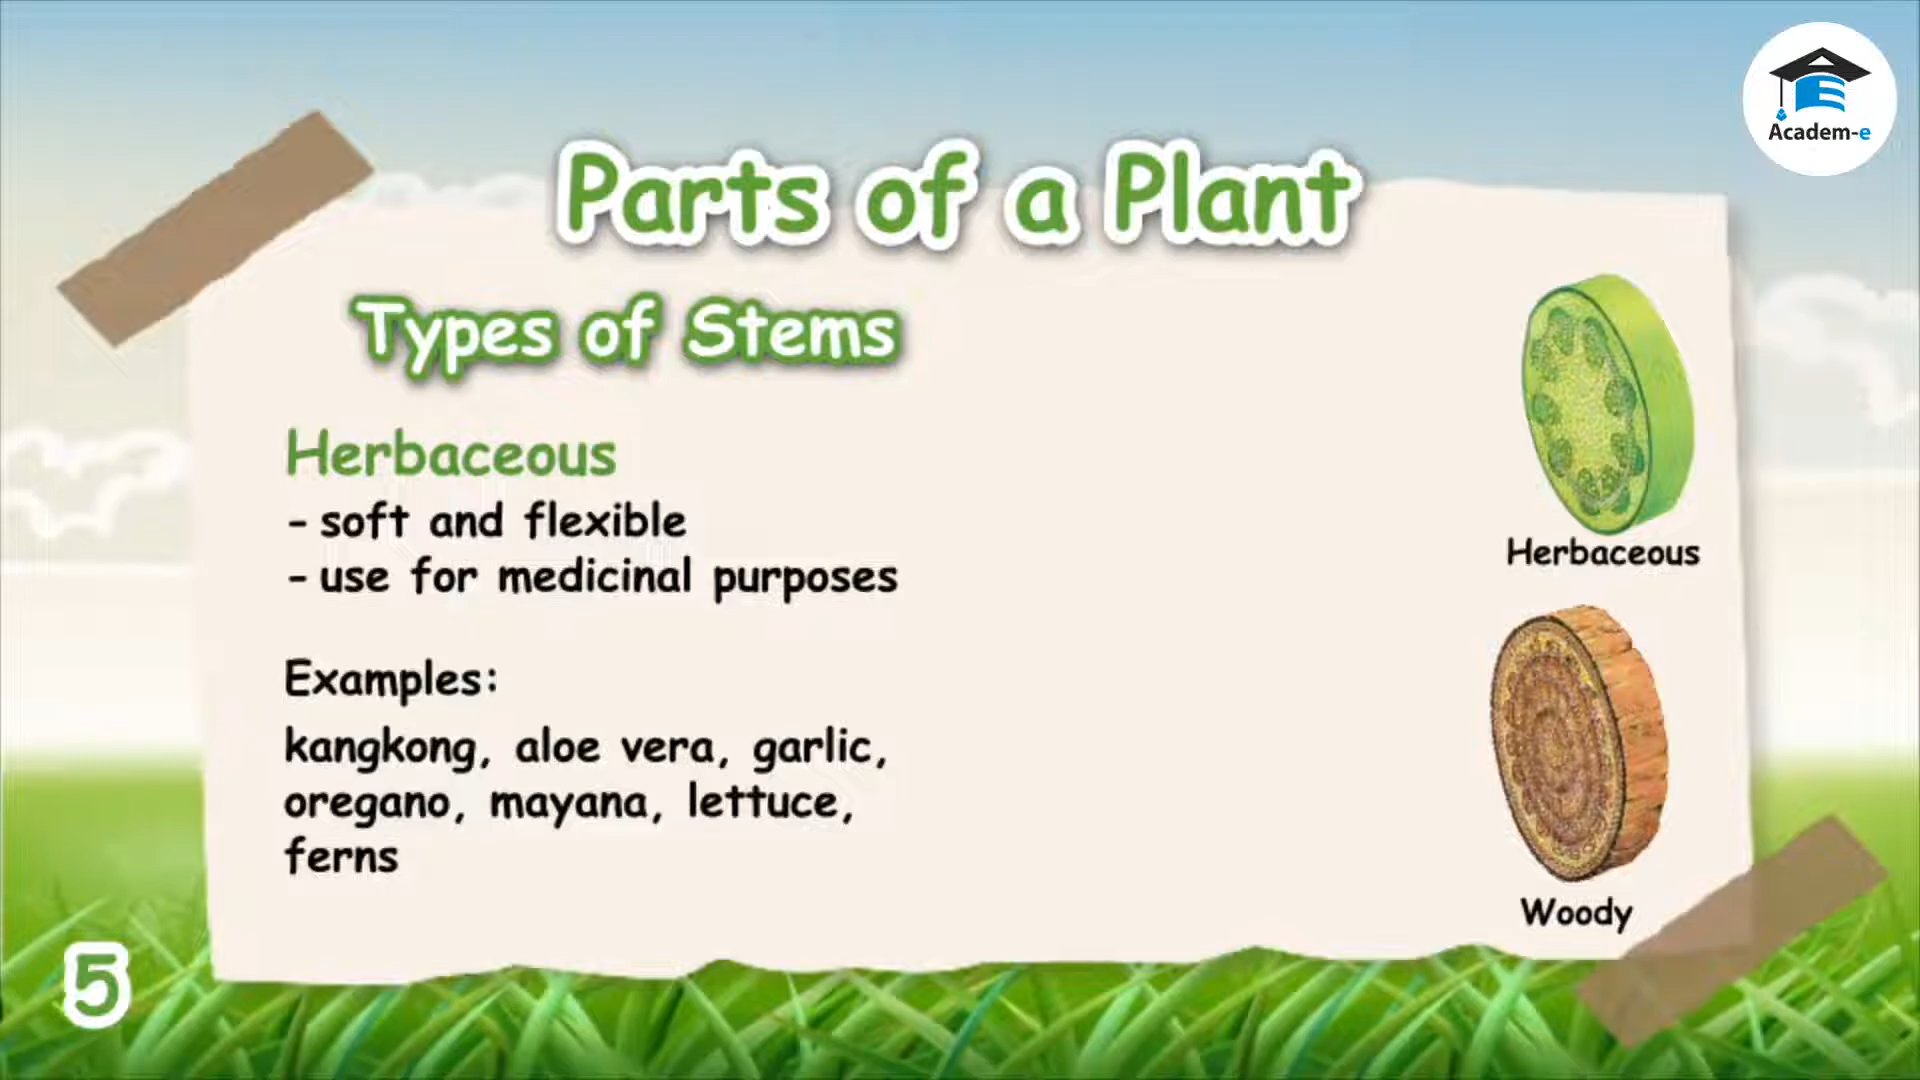 Academ-e
Parts of a Plant
Types of Stems
Herbaceous
- soft and flexible
- use for medicinal purposes
Examples:
kangkong, aloe vera, garlic,
oregano, mayana, lettuce,
ferns
Herbaceous
Woody
5